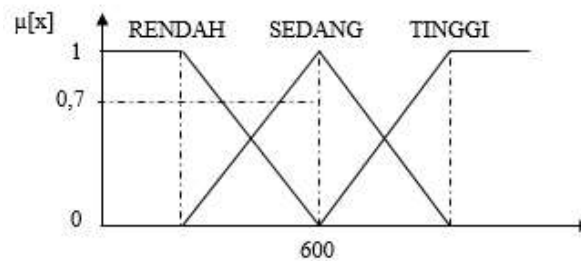 μ[x]
RENDAH SEDANG TINGGI
1
0,7
0
600